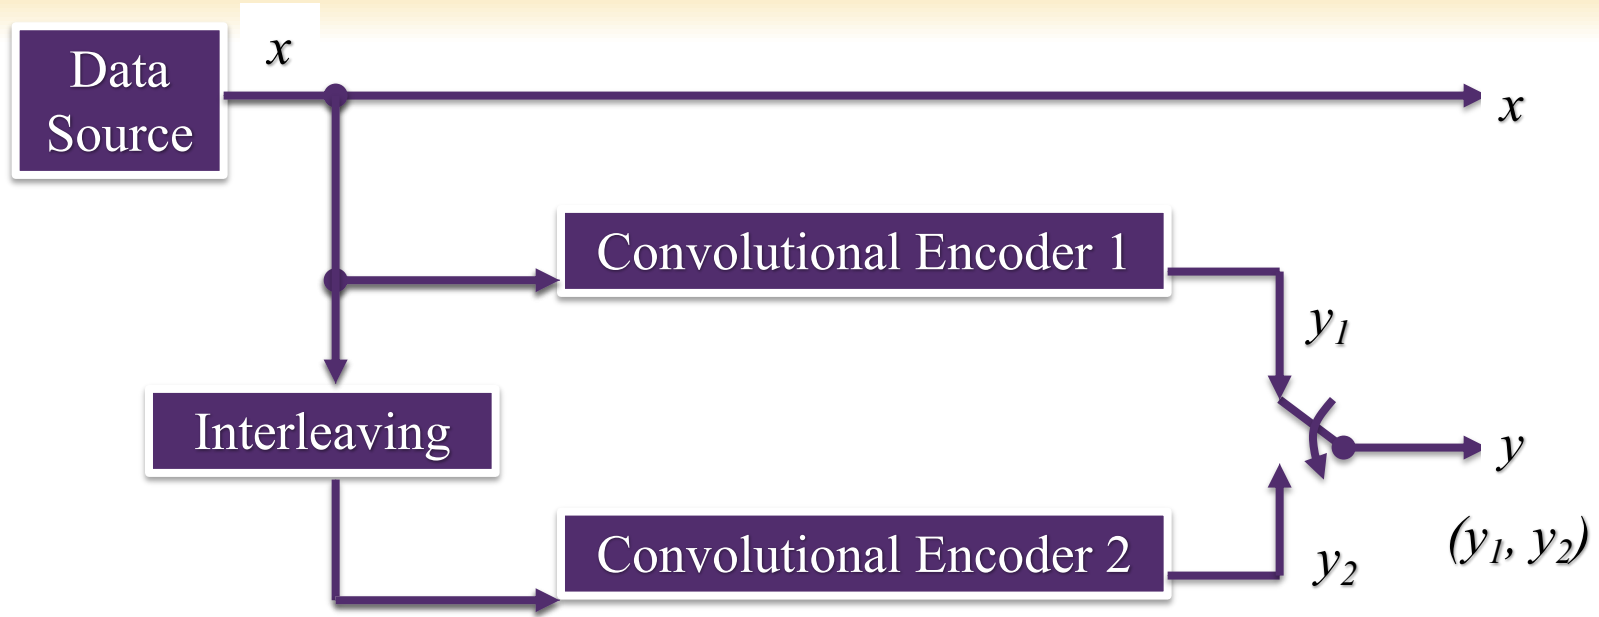 Data
Source
x
x
Convolutional Encoder 1
y₁
Interleaving
y
(y₁, y₂)
Convolutional Encoder 2
y₂